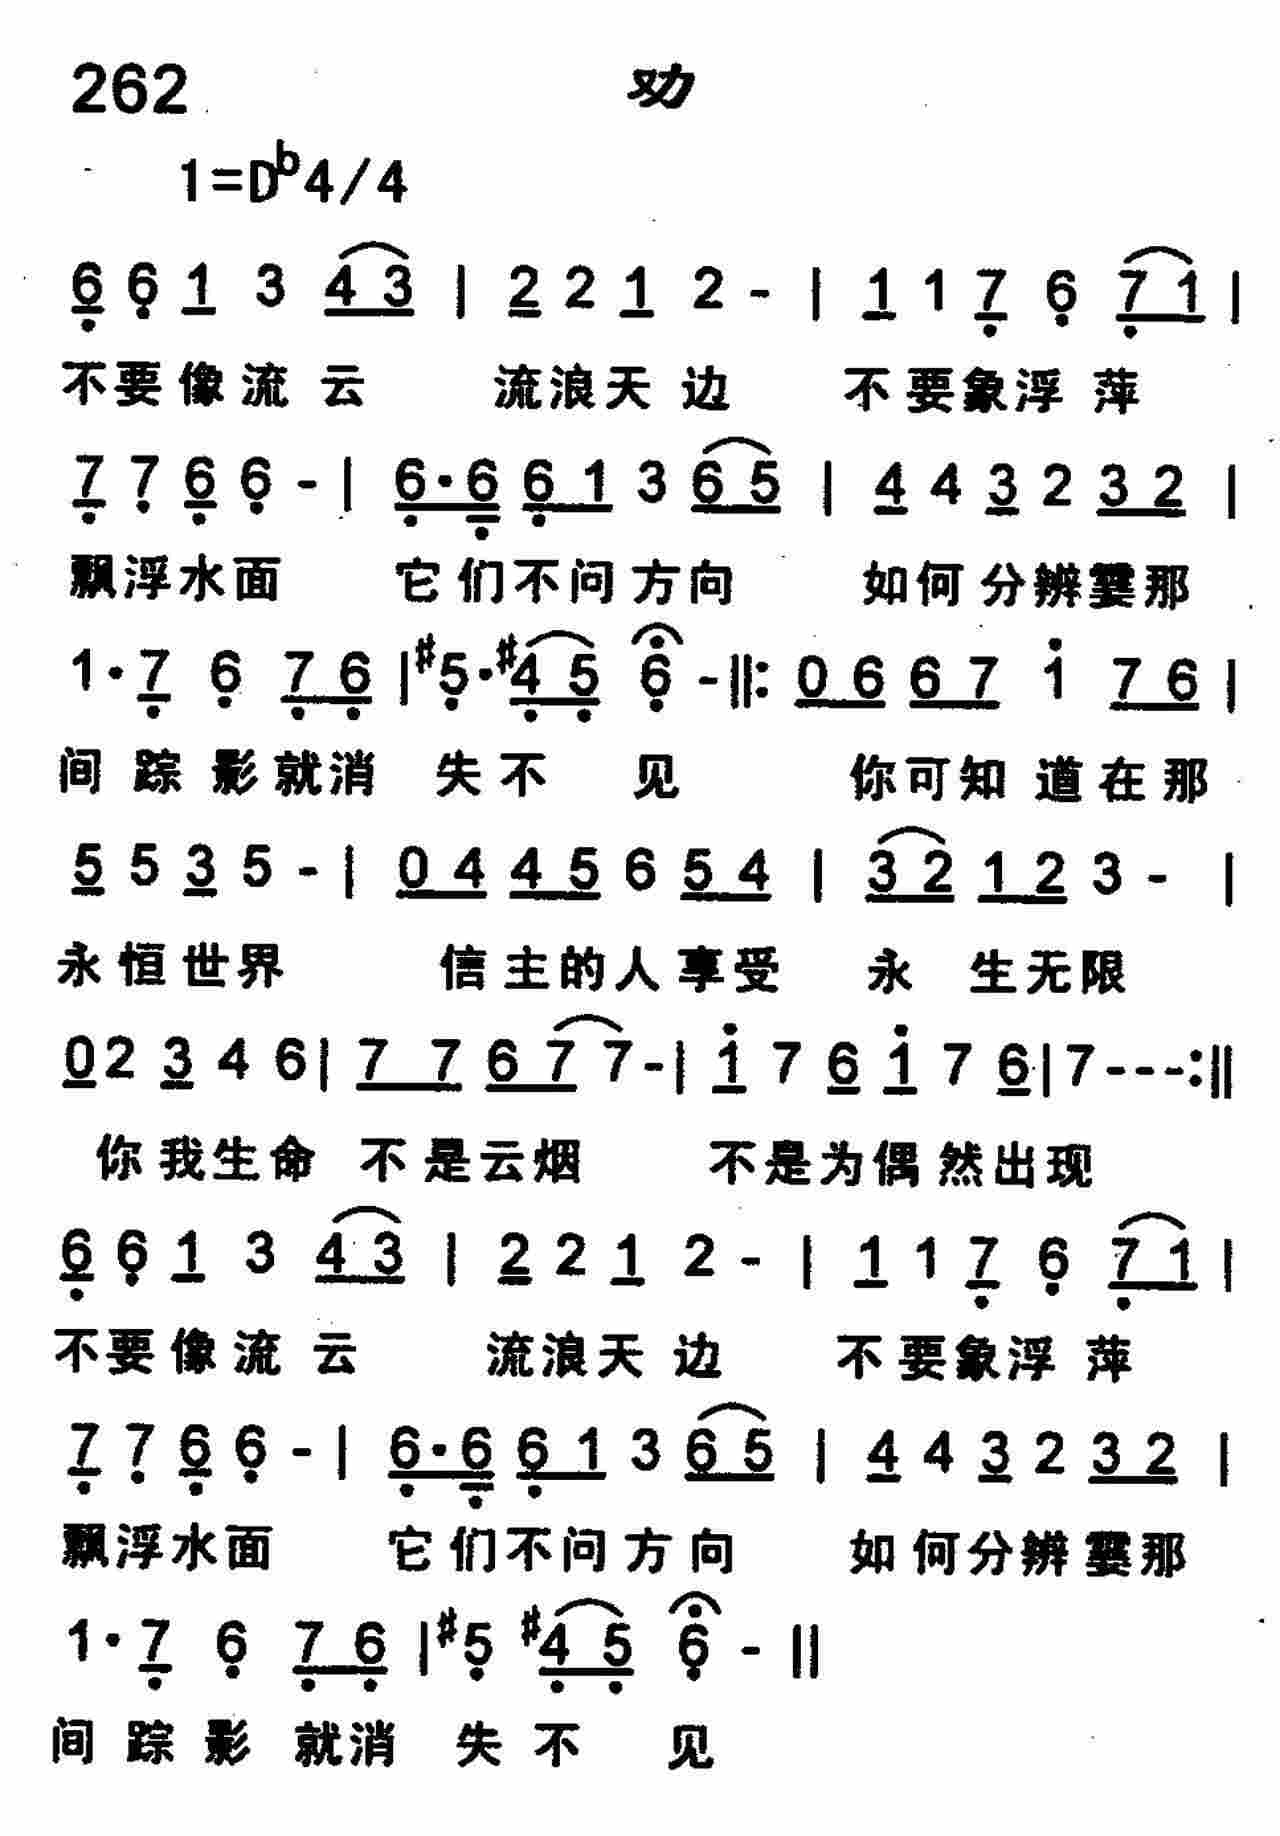 262 劝
1=Db4/4
6 6 1 3 4 3 | 2 2 1 2 - | 1 1 7 6 7 1 |
不要像流云 流浪天边 不要象浮萍
7 7 6 6 - | 6·6 6 1 3 6 5 | 4 4 3 2 3 2 |
飘浮水面 它们不问方向 如何分辨霎那
1·7 6 7 6 | #5·#4 5 6 -‖: 0 6 6 7 1 7 6 |
间踪影就消 失不见 你可知道在那
5 5 3 5 - | 0 4 4 5 6 5 4 | 3 2 1 2 3 - |
永恒世界 信主的人享受 永生无限
0 2 3 4 6 | 7 7 6 7 7 - | 1 7 6 1 7 6 | 7 - - - :‖
你我生命 不是云烟 不是为偶然出现
6 6 1 3 4 3 | 2 2 1 2 - | 1 1 7 6 7 1 |
不要像流云 流浪天边 不要象浮萍
7 7 6 6 - | 6·6 6 1 3 6 5 | 4 4 3 2 3 2 |
飘浮水面 它们不问方向 如何分辨霎那
1·7 6 7 6 | #5 #4 5 6 - ‖
间踪影就消 失不见